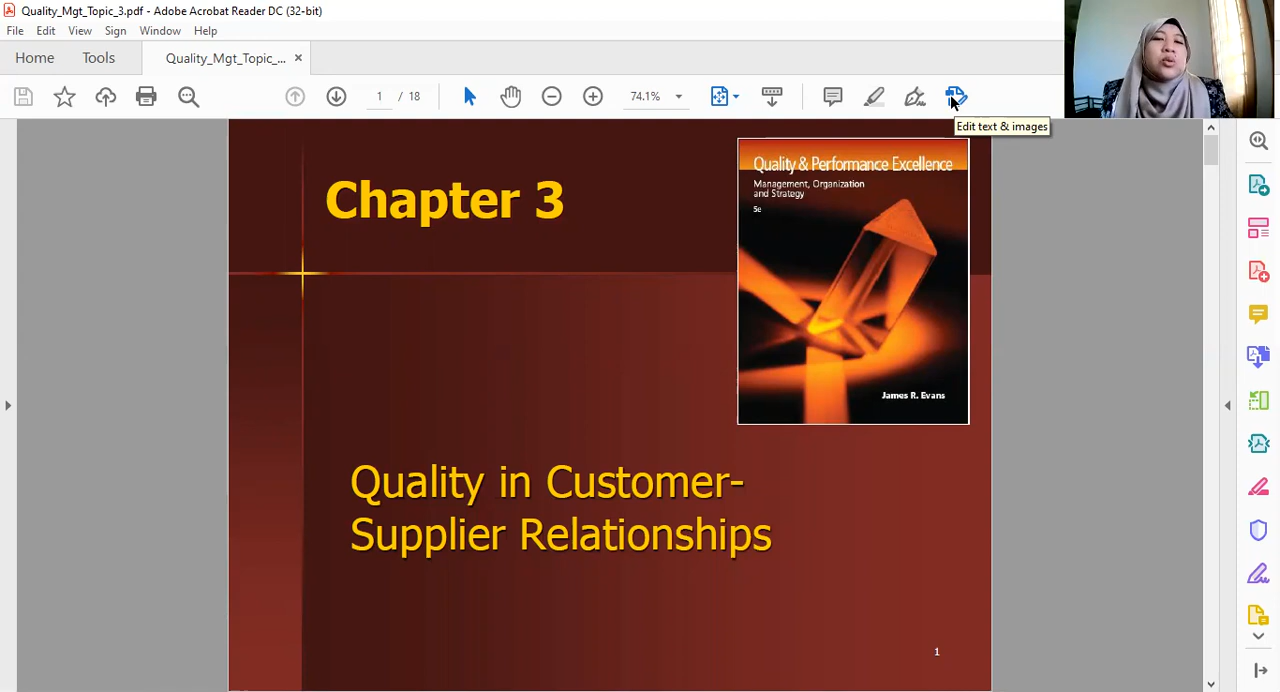 Quality_Mgt_Topic_3.pdf - Adobe Acrobat Reader DC (32-bit)
File Edit View Sign Window Help
Home Tools Quality_Mgt_Topic_... ×
1 / 18 74.1%
Edit text & images
Chapter 3
Quality & Performance Excellence
Management, Organization
and Strategy
5e
James R. Evans
Quality in Customer-
Supplier Relationships
1